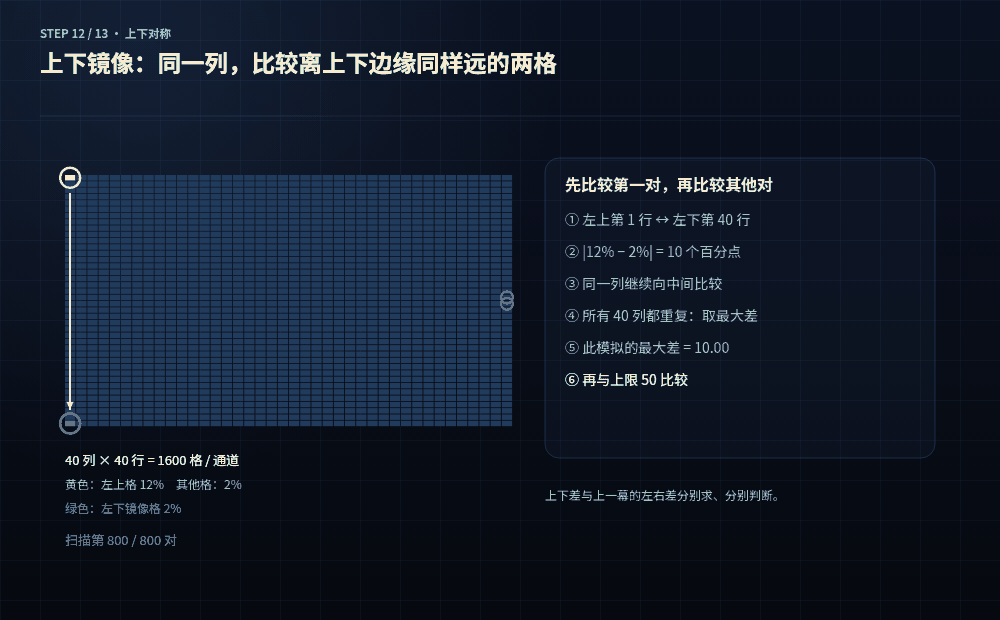 STEP 12 / 13 · 上下对称
上下镜像：同一列，比较离上下边缘同样远的两格
先比较第一对，再比较其他对
① 左上第 1 行 ↔ 左下第 40 行
② |12% − 2%| = 10 个百分点
③ 同一列继续向中间比较
④ 所有 40 列都重复：取最大差
⑤ 此模拟的最大差 = 10.00
⑥ 再与上限 50 比较
40 列 × 40 行 = 1600 格 / 通道
黄色：左上格 12%　其他格：2%
绿色：左下镜像格 2%
扫描第 800 / 800 对
上下差与上一幕的左右差分别求、分别判断。